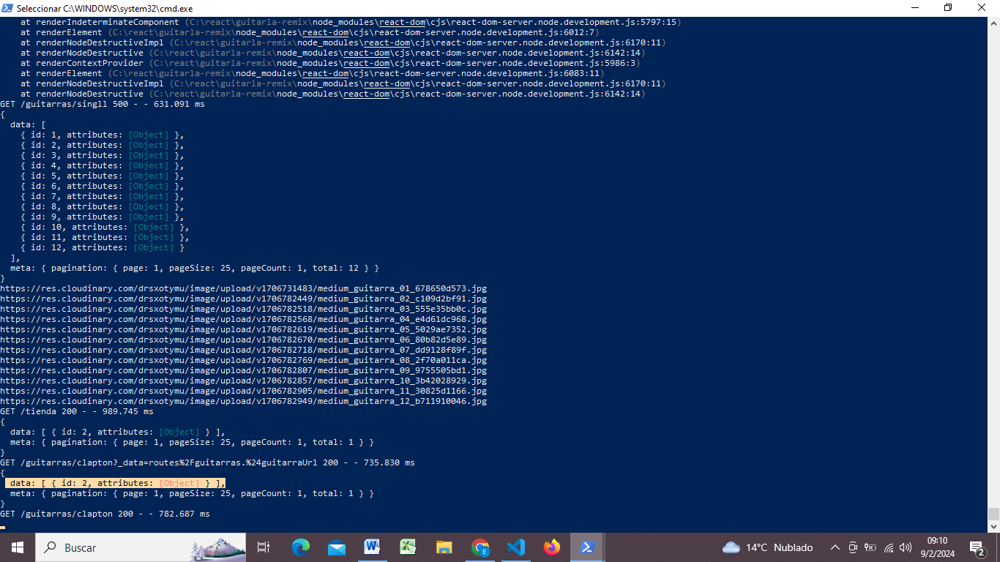 Seleccionar C:\WINDOWS\system32\cmd.exe
at renderIndeterminateComponent (C:\react\guitarla-remix\node_modules\react-dom\cjs\react-dom-server.node.development.js:5797:15)
at renderElement (C:\react\guitarla-remix\node_modules\react-dom\cjs\react-dom-server.node.development.js:6012:7)
at renderNodeDestructiveImpl (C:\react\guitarla-remix\node_modules\react-dom\cjs\react-dom-server.node.development.js:6170:11)
at renderNodeDestructive (C:\react\guitarla-remix\node_modules\react-dom\cjs\react-dom-server.node.development.js:6142:14)
at renderContextProvider (C:\react\guitarla-remix\node_modules\react-dom\cjs\react-dom-server.node.development.js:5986:3)
at renderElement (C:\react\guitarla-remix\node_modules\react-dom\cjs\react-dom-server.node.development.js:6083:11)
at renderNodeDestructiveImpl (C:\react\guitarla-remix\node_modules\react-dom\cjs\react-dom-server.node.development.js:6170:11)
at renderNodeDestructive (C:\react\guitarla-remix\node_modules\react-dom\cjs\react-dom-server.node.development.js:6142:14)
GET /guitarras/singll 500 - - 631.091 ms
{
data: [
{ id: 1, attributes: [Object] },
{ id: 2, attributes: [Object] },
{ id: 3, attributes: [Object] },
{ id: 4, attributes: [Object] },
{ id: 5, attributes: [Object] },
{ id: 6, attributes: [Object] },
{ id: 7, attributes: [Object] },
{ id: 8, attributes: [Object] },
{ id: 9, attributes: [Object] },
{ id: 10, attributes: [Object] },
{ id: 11, attributes: [Object] },
{ id: 12, attributes: [Object] }
],
meta: { pagination: { page: 1, pageSize: 25, pageCount: 1, total: 12 } }
}
https://res.cloudinary.com/drsxotymu/image/upload/v1706731483/medium_guitarra_01_678650d573.jpg
https://res.cloudinary.com/drsxotymu/image/upload/v1706782449/medium_guitarra_02_c109d2bf91.jpg
https://res.cloudinary.com/drsxotymu/image/upload/v1706782518/medium_guitarra_03_555e35bb0c.jpg
https://res.cloudinary.com/drsxotymu/image/upload/v1706782568/medium_guitarra_04_e4d61dc968.jpg
https://res.cloudinary.com/drsxotymu/image/upload/v1706782619/medium_guitarra_05_5029ae7352.jpg
https://res.cloudinary.com/drsxotymu/image/upload/v1706782670/medium_guitarra_06_80b82d5e89.jpg
https://res.cloudinary.com/drsxotymu/image/upload/v1706782718/medium_guitarra_07_dd9128f89f.jpg
https://res.cloudinary.com/drsxotymu/image/upload/v1706782769/medium_guitarra_08_2f70a011ca.jpg
https://res.cloudinary.com/drsxotymu/image/upload/v1706782807/medium_guitarra_09_9755505bd1.jpg
https://res.cloudinary.com/drsxotymu/image/upload/v1706782857/medium_guitarra_10_3b42028929.jpg
https://res.cloudinary.com/drsxotymu/image/upload/v1706782905/medium_guitarra_11_30825d1166.jpg
https://res.cloudinary.com/drsxotymu/image/upload/v1706782949/medium_guitarra_12_b711910046.jpg
GET /tienda 200 - - 989.745 ms
{
data: [ { id: 2, attributes: [Object] } ],
meta: { pagination: { page: 1, pageSize: 25, pageCount: 1, total: 1 } }
}
GET /guitarras/clapton?_data=routes%2Fguitarras.%24guitarraUrl 200 - - 735.830 ms
{
data: [ { id: 2, attributes: [Object] } ],
meta: { pagination: { page: 1, pageSize: 25, pageCount: 1, total: 1 } }
}
GET /guitarras/clapton 200 - - 782.687 ms
Buscar
14°C Nublado
09:10
9/2/2024
2